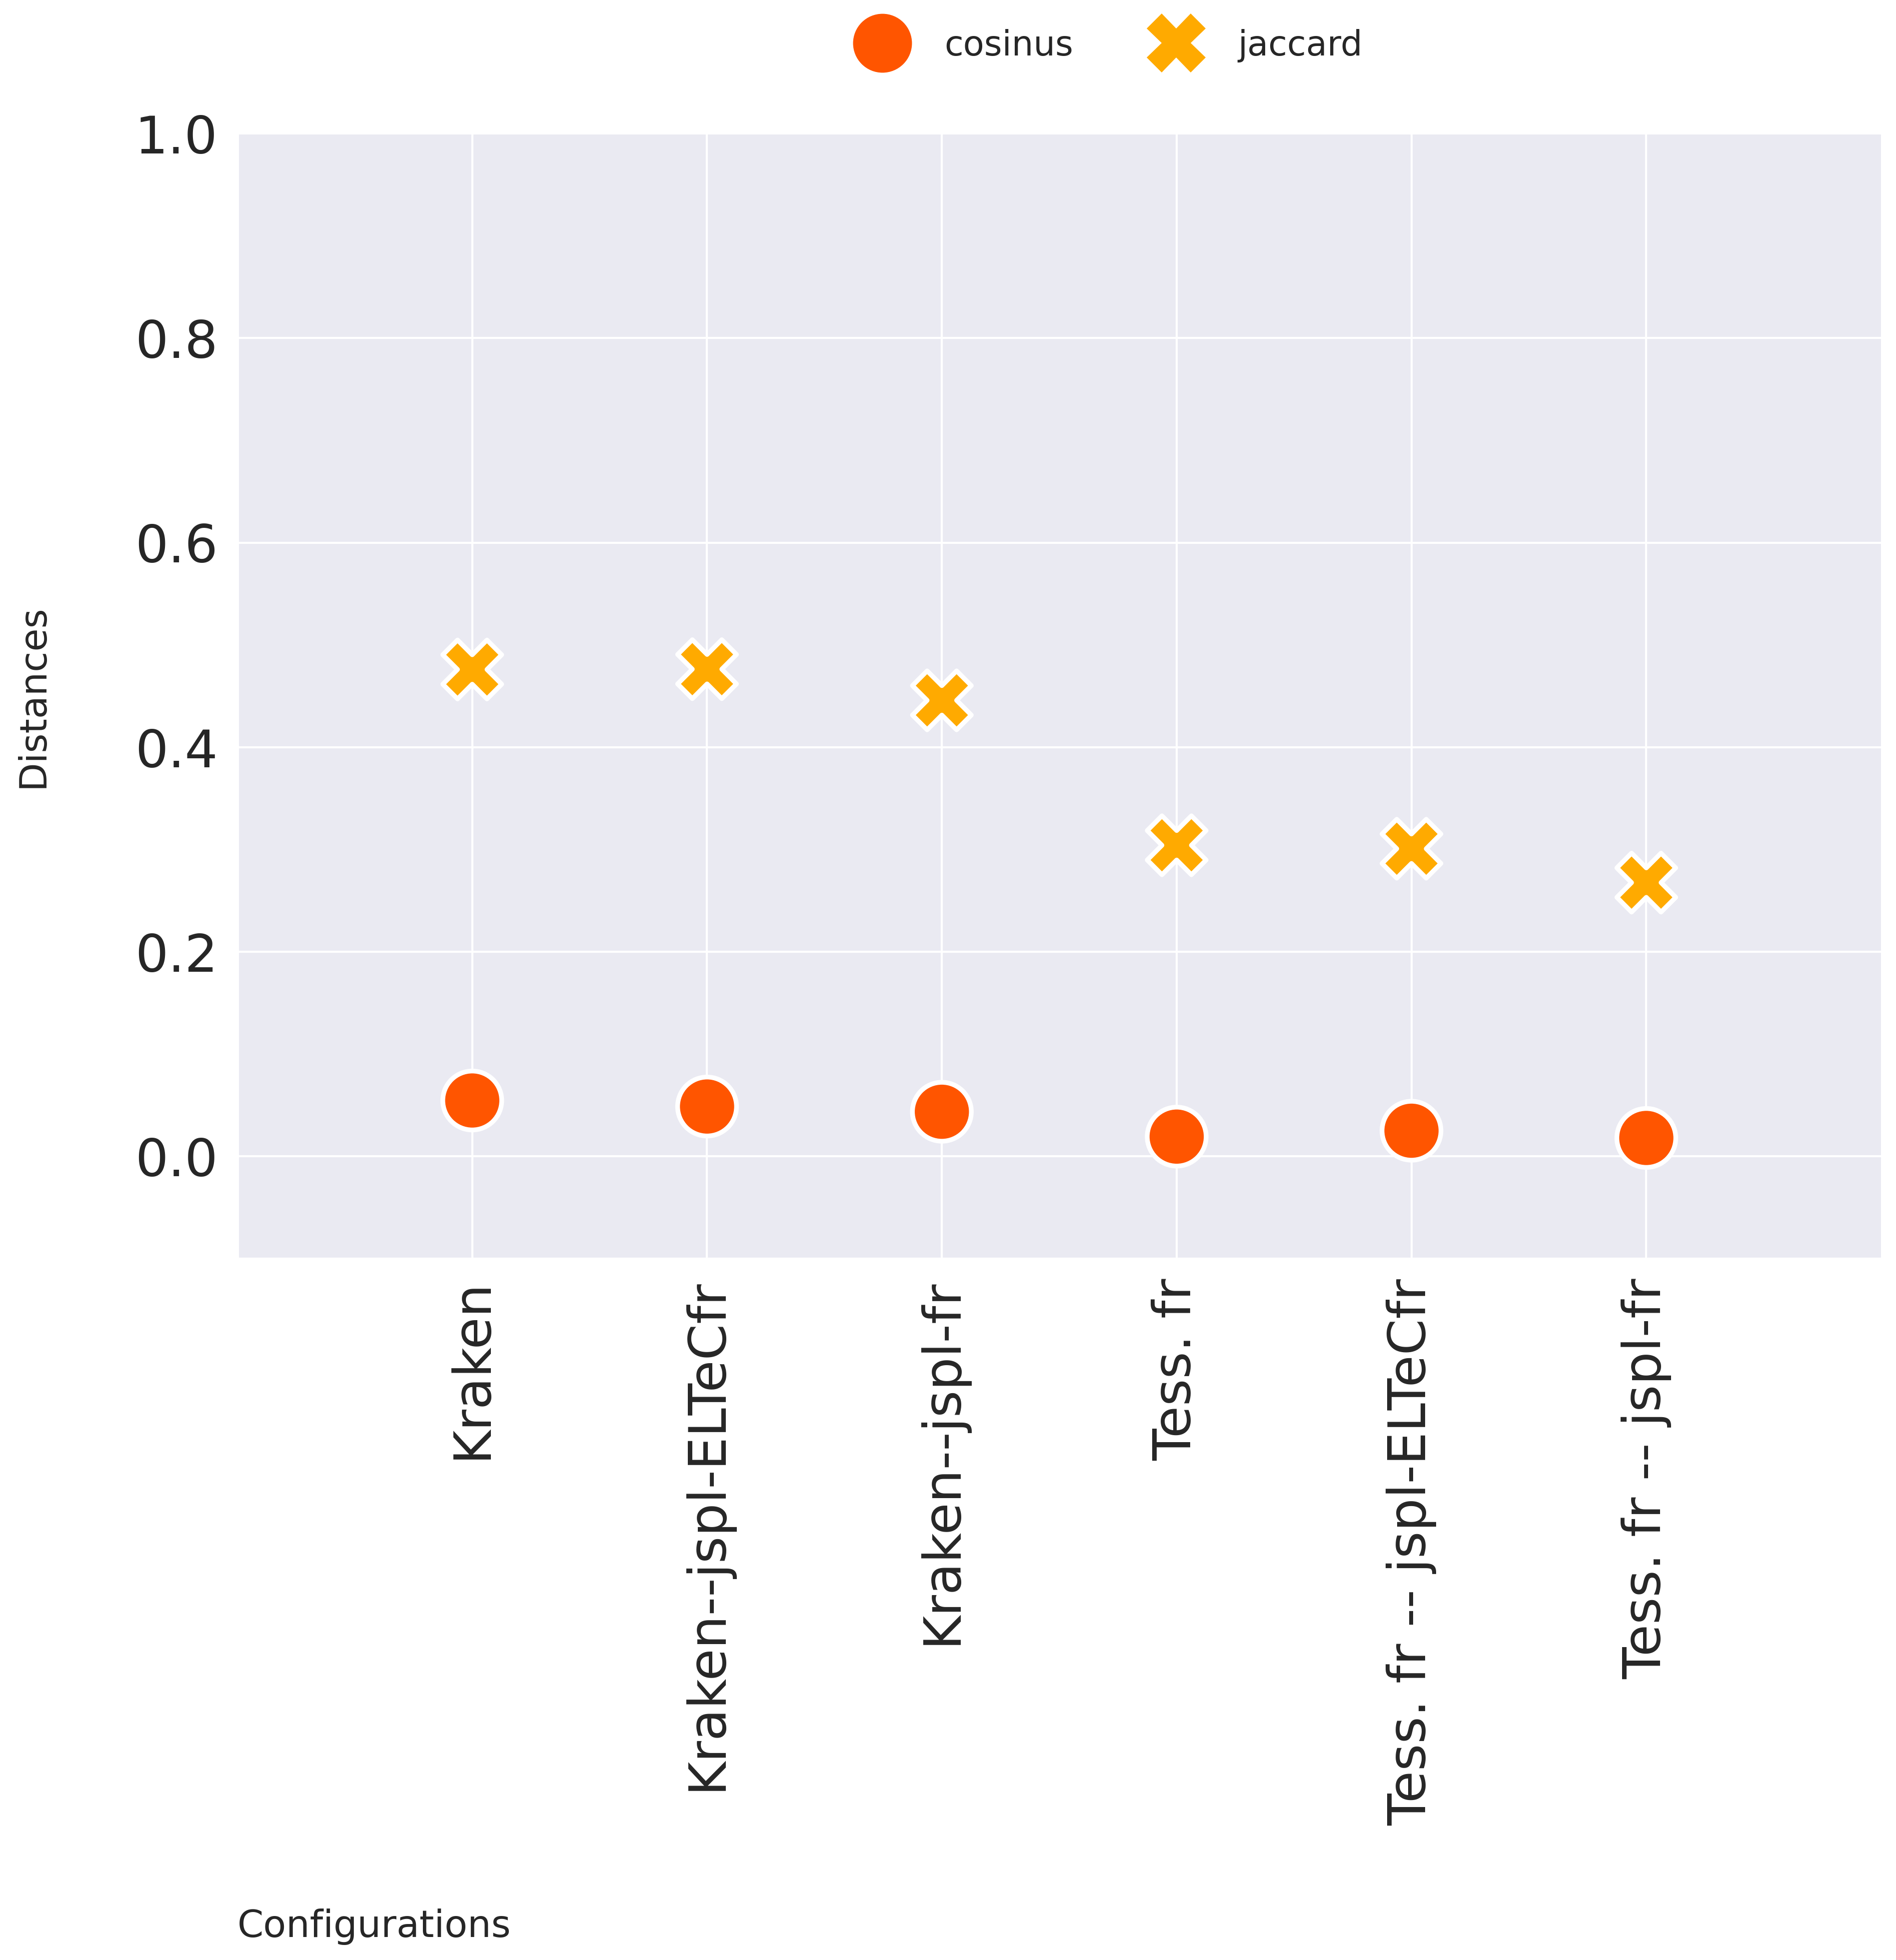 cosinus
jaccard
1.0
0.8
0.6
0.4
0.2
0.0
Distances
Kraken
Kraken--jspl-ELTeCfr
Kraken--jspl-fr
Tess. fr
Tess. fr -- jspl-ELTeCfr
Tess. fr -- jspl-fr
Configurations